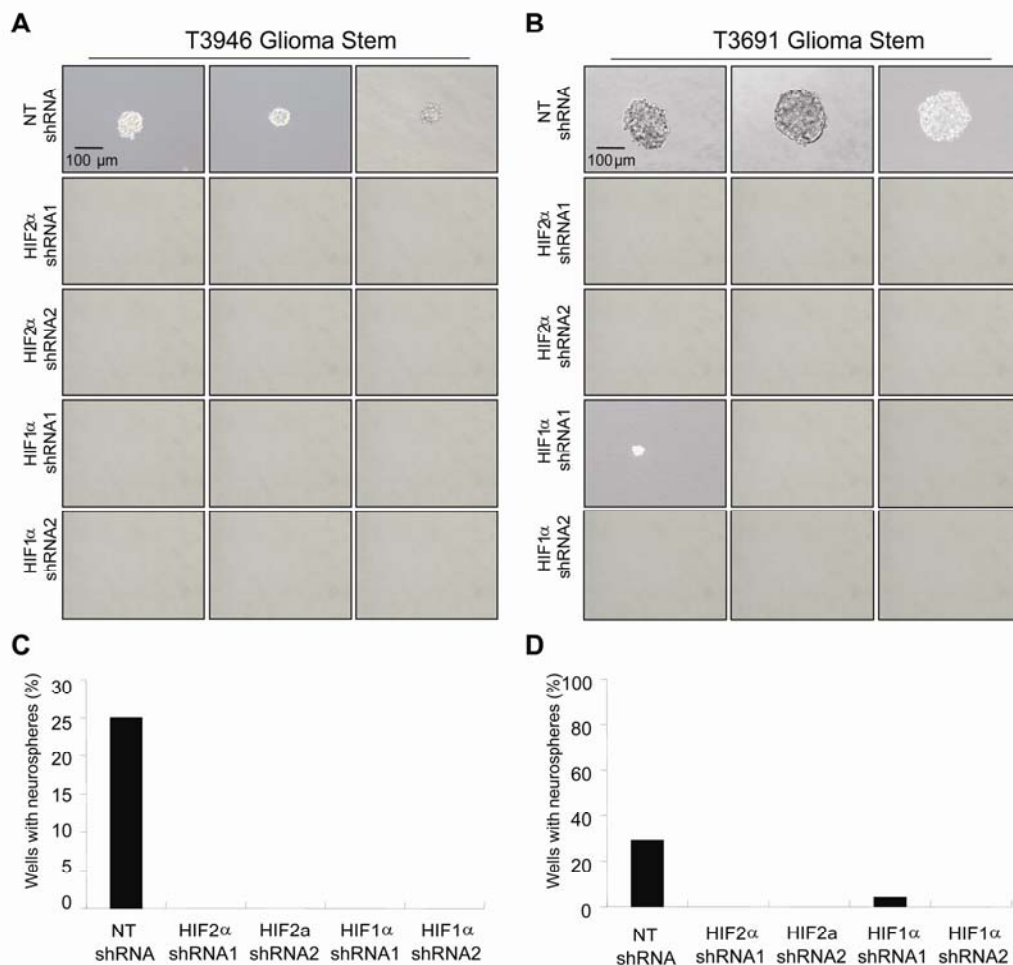 A
T3946 Glioma Stem
NT
shRNA
100 µm
HIF2α
shRNA1
HIF2α
shRNA2
HIF1α
shRNA1
HIF1α
shRNA2
B
T3691 Glioma Stem
NT
shRNA
100 µm
HIF2α
shRNA1
HIF2α
shRNA2
HIF1α
shRNA1
HIF1α
shRNA2
C
Wells with neurospheres (%)
30
25
20
15
10
5
0
NT HIF2α HIF2a HIF1α HIF1α
shRNA shRNA1 shRNA2 shRNA1 shRNA2
D
Wells with neurospheres (%)
100
80
60
40
20
0
NT HIF2α HIF2a HIF1α HIF1α
shRNA shRNA1 shRNA2 shRNA1 shRNA2